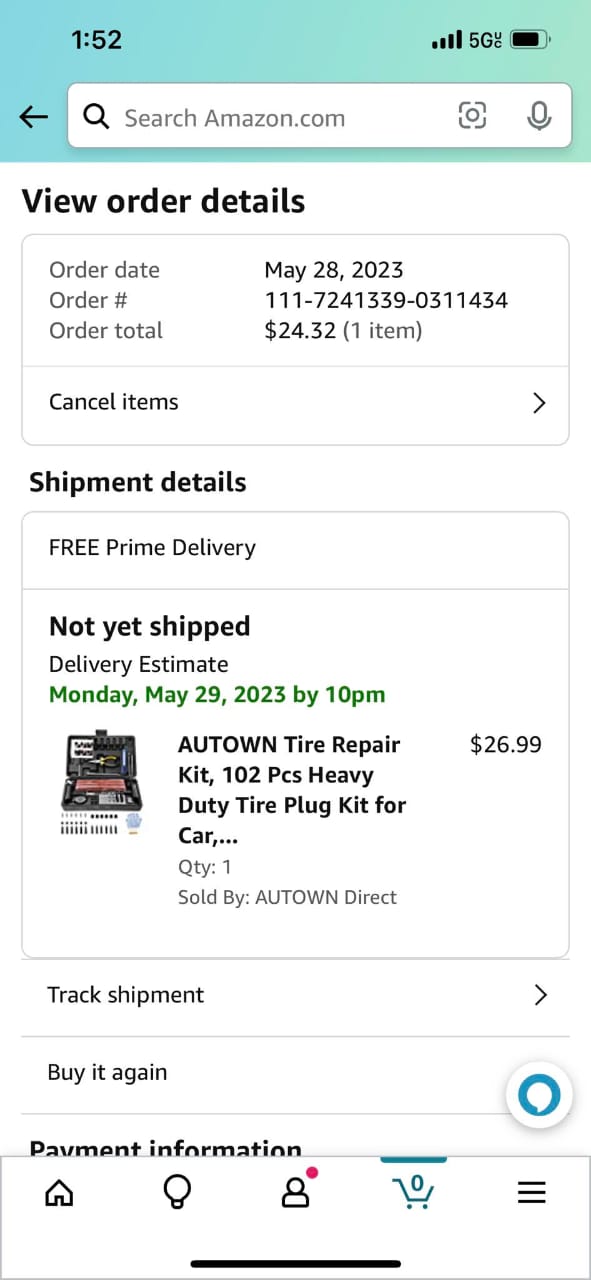 1:52
5G
Search Amazon.com
View order details
Order date May 28, 2023
Order # 111-7241339-0311434
Order total $24.32 (1 item)
Cancel items
Shipment details
FREE Prime Delivery
Not yet shipped
Delivery Estimate
Monday, May 29, 2023 by 10pm
AUTOWN Tire Repair $26.99
Kit, 102 Pcs Heavy
Duty Tire Plug Kit for
Car,...
Qty: 1
Sold By: AUTOWN Direct
Track shipment
Buy it again
Payment information
0